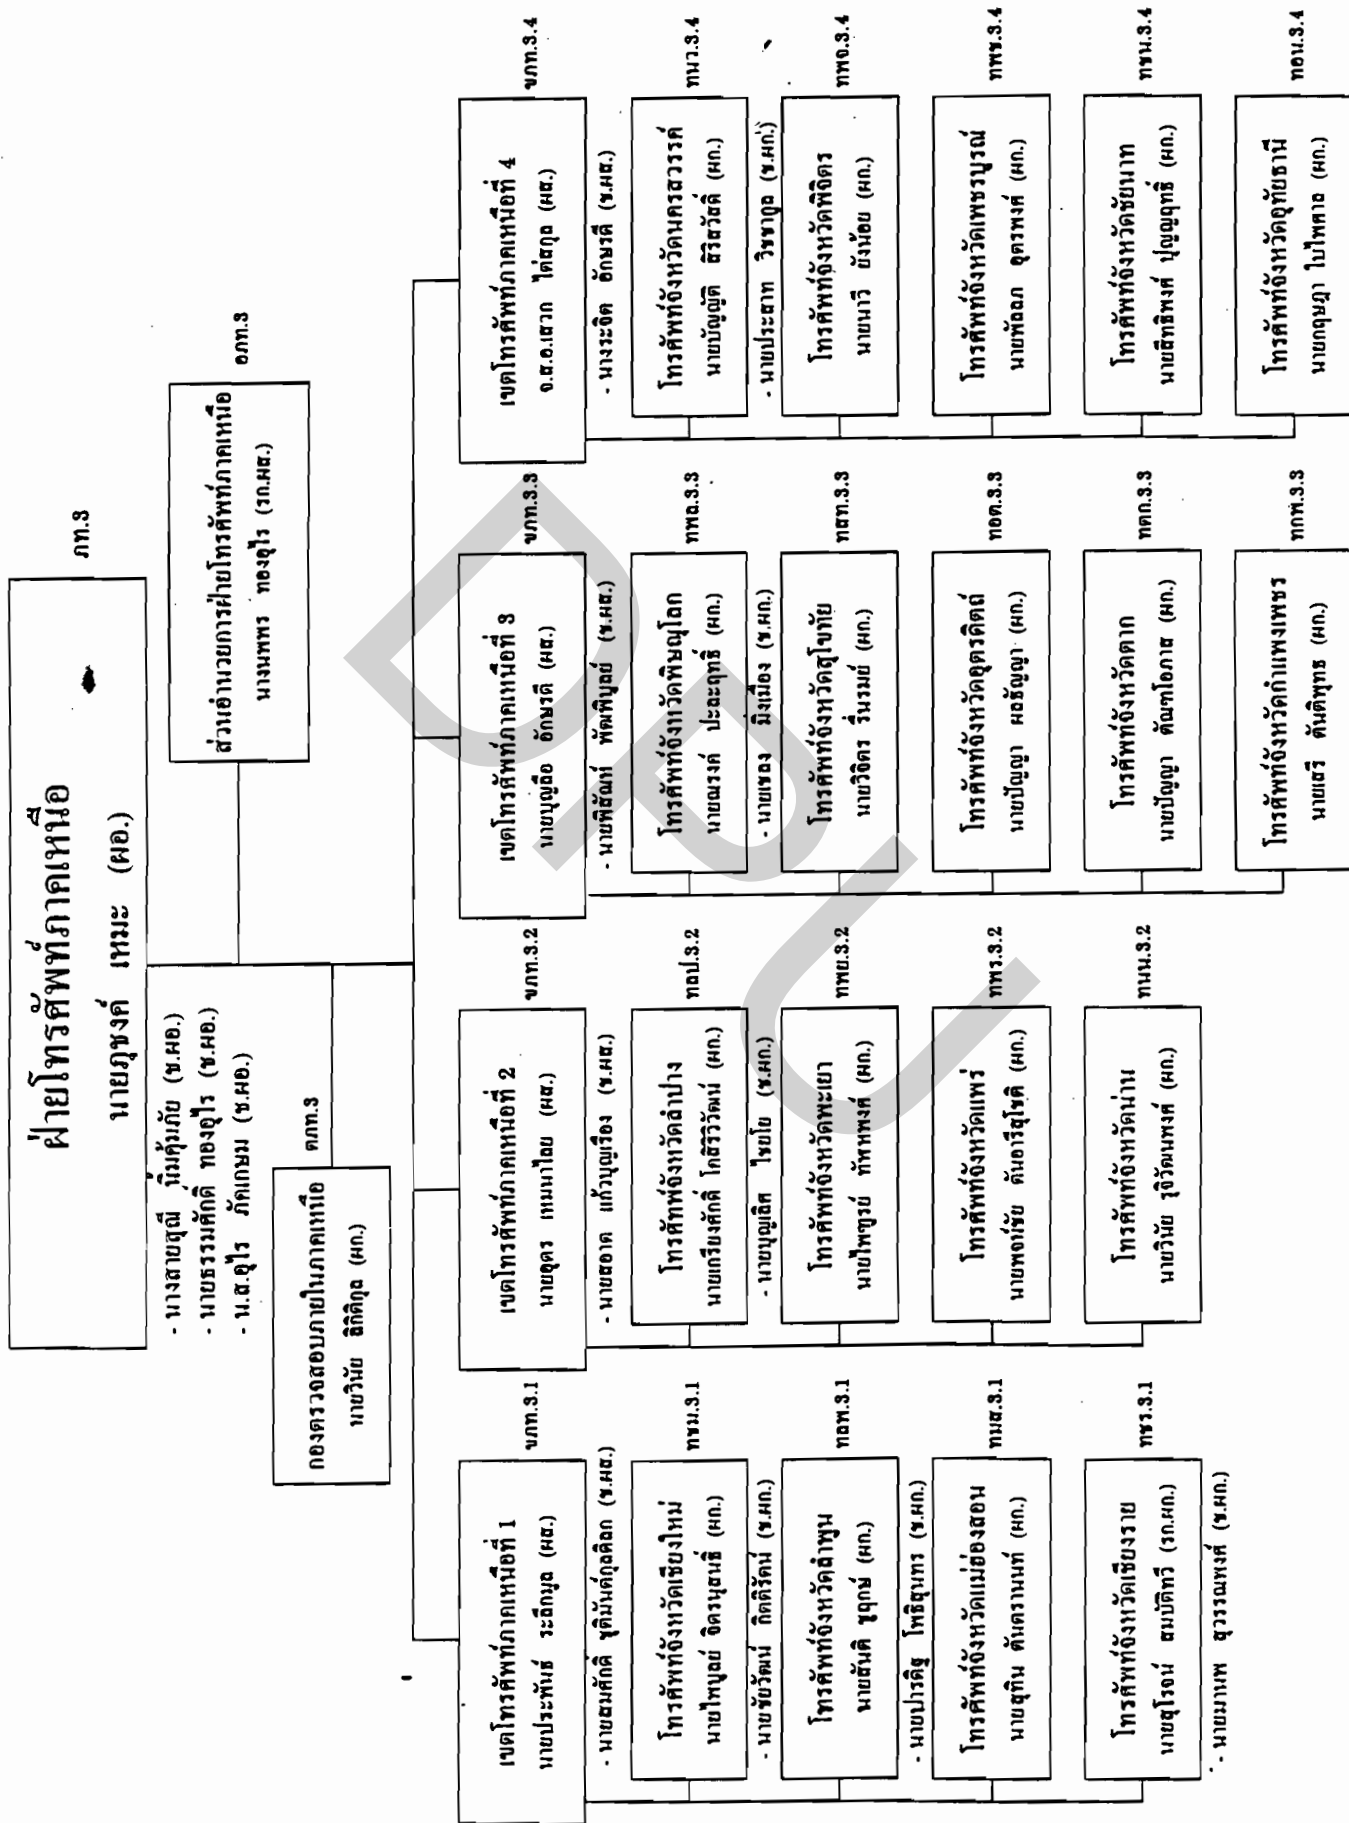 ฝ่ายโทรศัพท์ภาคเหนือ
นายภุชงค์ เหมะ (ผอ.)
ภท.3
- นางสายสุณี นิ่มคุ้มภัย (ช.ผอ.)
- นายธรรมศักดิ์ ทองอุไร (ช.ผอ.)
- น.ส.อุไร ภัคเกษม (ช.ผอ.)
ส่วนอำนวยการฝ่ายโทรศัพท์ภาคเหนือ
นางนพพร ทองอุไร (รก.ผส.)
อภท.3
กองตรวจสอบภายในภาคเหนือ
นายวินัย ลิกิติกุล (ผก.)
ตภท.3
เขตโทรศัพท์ภาคเหนือที่ 1
นายประพันธ์ ระลึกมูล (ผส.)
ขภท.3.1
- นายสมศักดิ์ ชุติมันต์กุลดิลก (ช.ผส.)
โทรศัพท์จังหวัดเชียงใหม่
นายไพบูลย์ จิตรนุสนธิ์ (ผก.)
ทชม.3.1
- นายชัยวัฒน์ กิตติรัตน์ (ช.ผก.)
โทรศัพท์จังหวัดลำพูน
นายสันติ ชูฤกษ์ (ผก.)
ทลพ.3.1
- นายปารดิฐ โพธิสุนทร (ช.ผก.)
โทรศัพท์จังหวัดแม่ฮ่องสอน
นายสุทิน ตันตรานนท์ (ผก.)
ทมส.3.1
โทรศัพท์จังหวัดเชียงราย
นายสุโรจน์ สมบัติทวี (รก.ผก.)
ทชร.3.1
- นายมานพ สุวรรณพงศ์ (ช.ผก.)
เขตโทรศัพท์ภาคเหนือที่ 2
นายอุดร เหมนาไลย (ผส.)
ขภท.3.2
- นายสอาด แก้วบุญเรือง (ช.ผส.)
โทรศัพท์จังหวัดลำปาง
นายเกรียงศักดิ์ โกสิริวิวัฒน์ (ผก.)
ทลป.3.2
- นายบุญเลิศ ไชยโย (ช.ผก.)
โทรศัพท์จังหวัดพะเยา
นายไพฑูรย์ ทัพพงศ์ (ผก.)
ทพย.3.2
โทรศัพท์จังหวัดแพร่
นายพจน์ชัย ตันอารีสุโชติ (ผก.)
ทพร.3.2
โทรศัพท์จังหวัดน่าน
นายวินัย รุจิวัฒนพงศ์ (ผก.)
ทนน.3.2
เขตโทรศัพท์ภาคเหนือที่ 3
นายบุญลือ อักษรดี (ผส.)
ขภท.3.3
- นายพิสัณห์ พัฒพิบูลย์ (ช.ผส.)
โทรศัพท์จังหวัดพิษณุโลก
นายณรงค์ ปะละฤทธิ์ (ผก.)
ทพล.3.3
- นายแชลง มิ่งเมือง (ช.ผก.)
โทรศัพท์จังหวัดสุโขทัย
นายวิจิตร รื่นรมย์ (ผก.)
ทสท.3.3
โทรศัพท์จังหวัดอุตรดิตถ์
นายปัญญา ผลธัญญา (ผก.)
ทอต.3.3
โทรศัพท์จังหวัดตาก
นายปัญญา ตัณฑโอภาส (ผก.)
ทตก.3.3
โทรศัพท์จังหวัดกำแพงเพชร
นายเสรี ตันติพุทธ (ผก.)
ทกพ.3.3
เขตโทรศัพท์ภาคเหนือที่ 4
จ.ส.อ.เสวก ไต่สกุล (ผส.)
ขภท.3.4
- นางระจิต อักษรดี (ช.ผส.)
โทรศัพท์จังหวัดนครสวรรค์
นายบัญญัติ สิริสวัสดิ์ (ผก.)
ทนว.3.4
- นายประสาท วิชชากูล (ช.ผก.)
โทรศัพท์จังหวัดพิจิตร
นายนาวี ยังน้อย (ผก.)
ทพจ.3.4
โทรศัพท์จังหวัดเพชรบูรณ์
นายพัลลภ อุตรพงศ์ (ผก.)
ทพช.3.4
โทรศัพท์จังหวัดชัยนาท
นายสิทธิพงศ์ ปุญญฤทธิ์ (ผก.)
ทชน.3.4
โทรศัพท์จังหวัดอุทัยธานี
นายกฤษฎา ใบไพศาล (ผก.)
ทอน.3.4
DPU